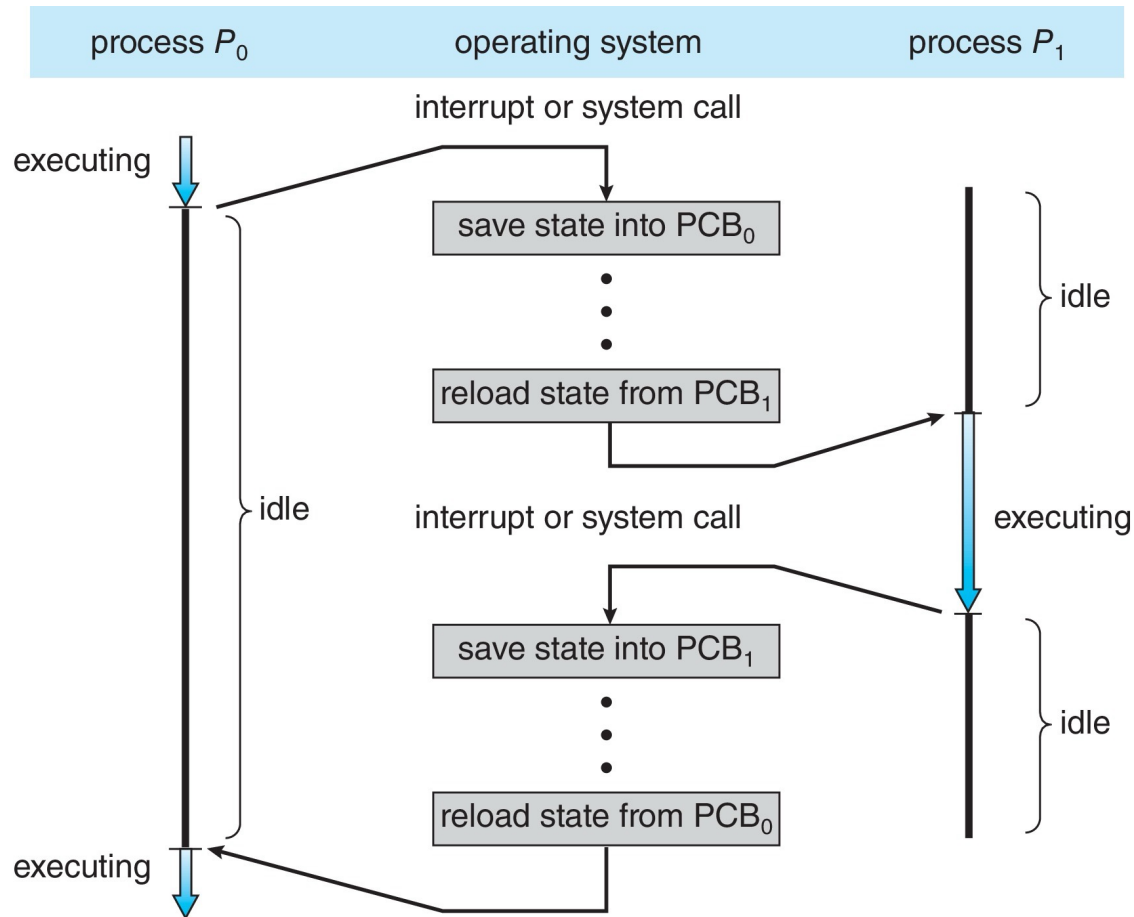 process P₀ operating system process P₁
interrupt or system call
executing
save state into PCB₀
idle
reload state from PCB₁
idle
interrupt or system call
executing
save state into PCB₁
idle
reload state from PCB₀
executing